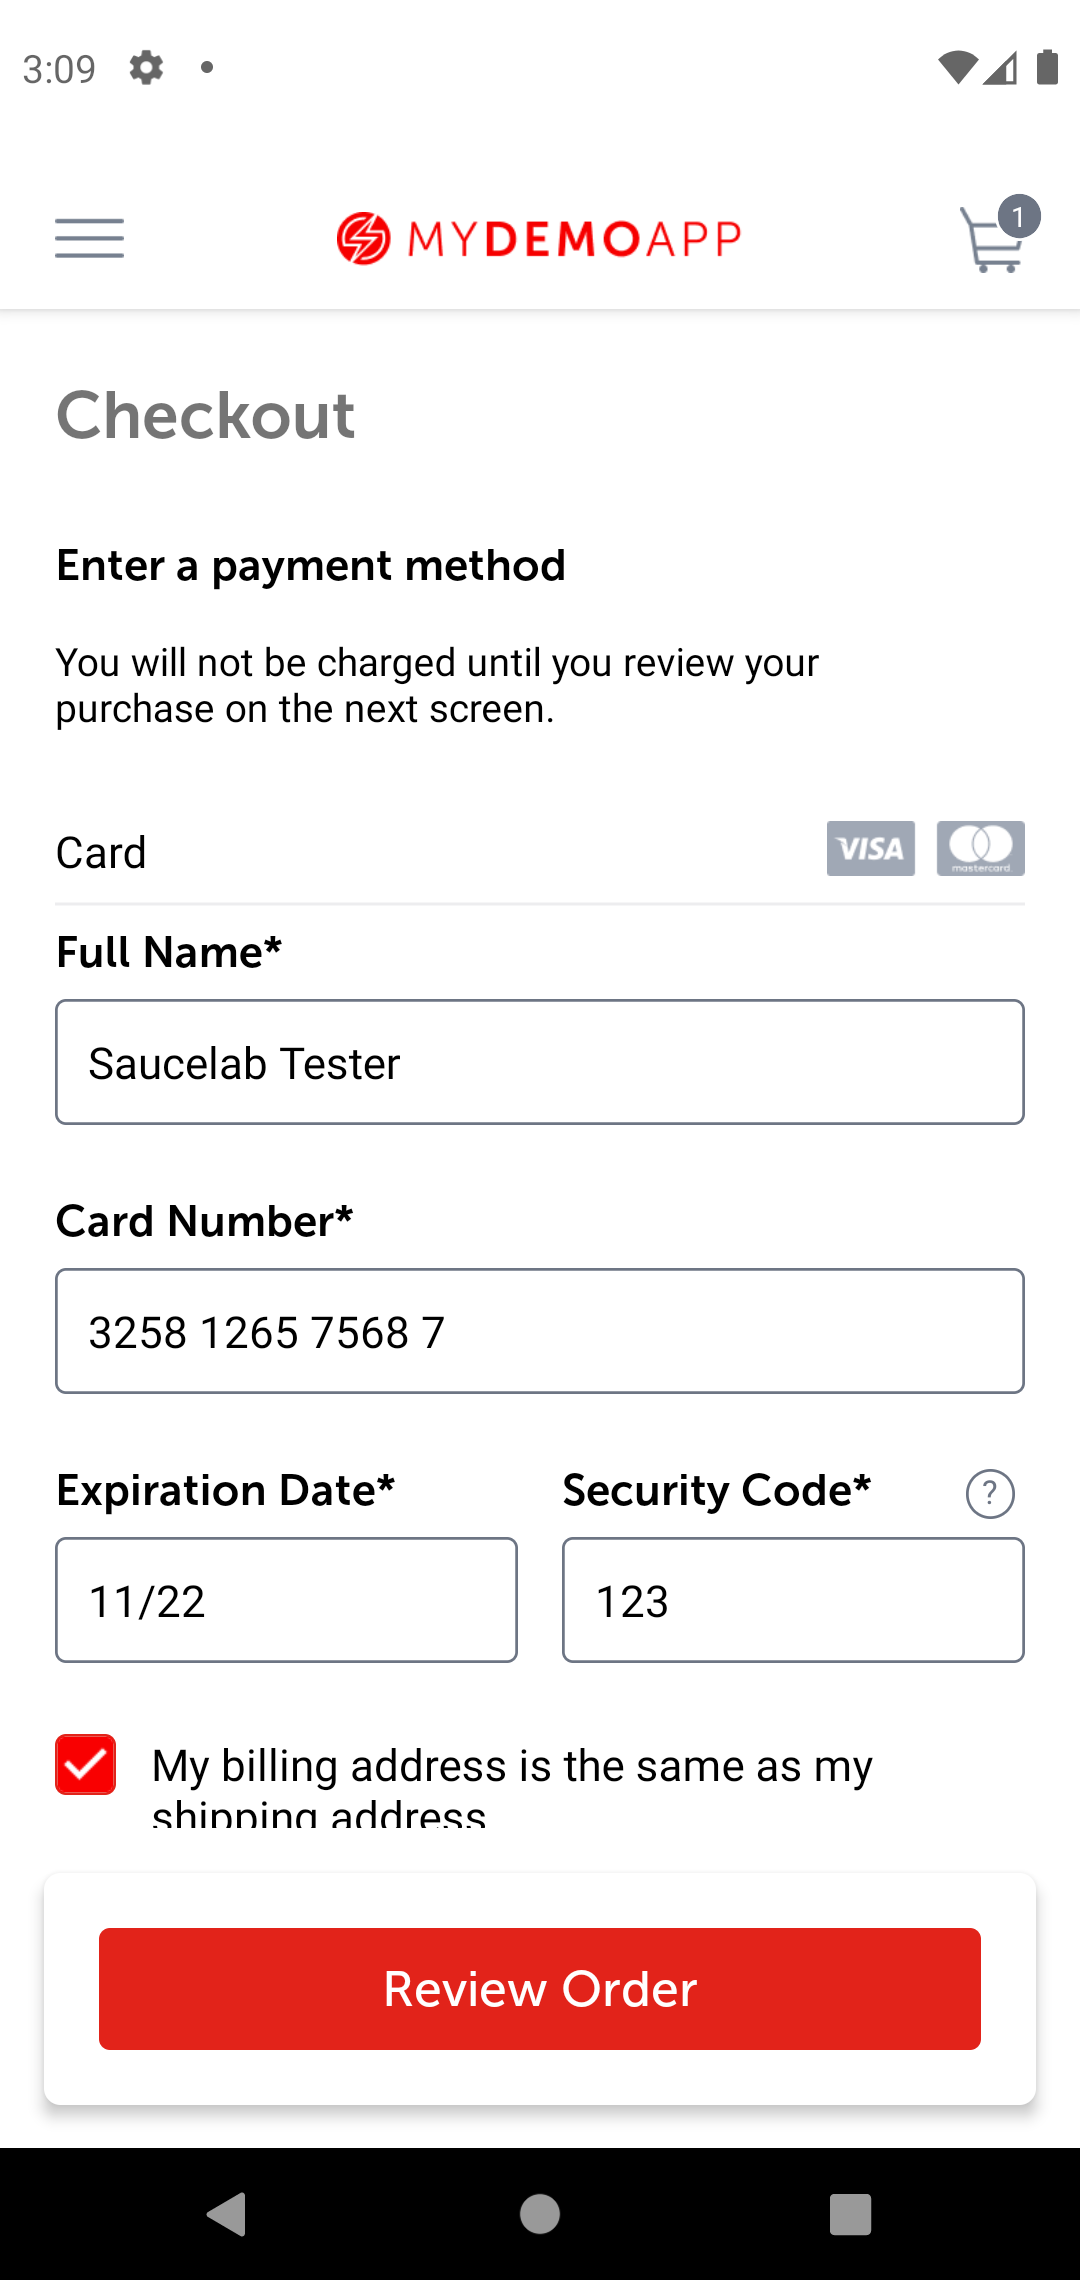 3:09
MYDEMOAPP
1
Checkout
Enter a payment method
You will not be charged until you review your
purchase on the next screen.
Card
VISA
mastercard
Full Name*
Saucelab Tester
Card Number*
3258 1265 7568 7
Expiration Date*
Security Code*
?
11/22
123
My billing address is the same as my
shipping address
Review Order